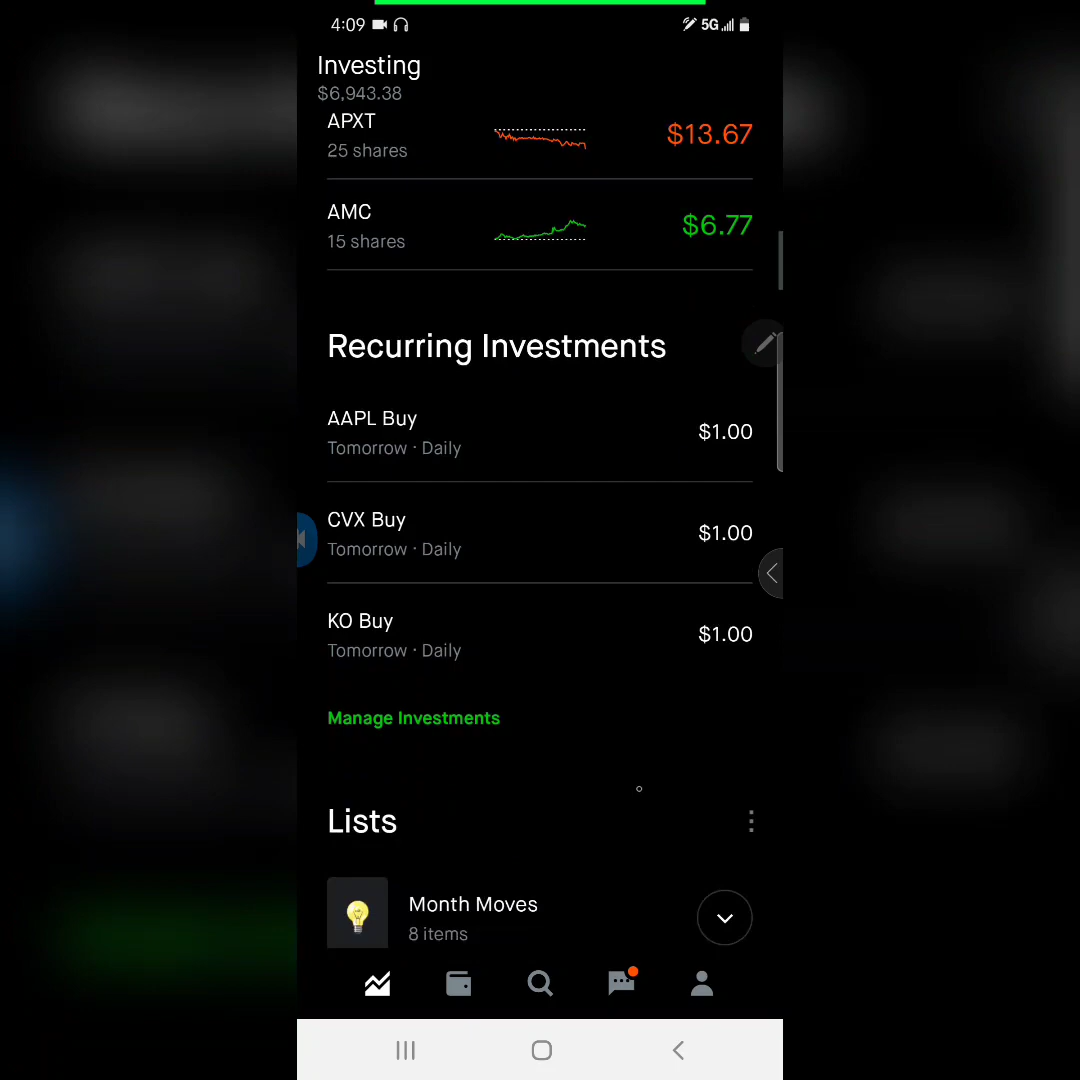 4:09 5G
Investing
$6,943.38
APXT
25 shares
$13.67
AMC
15 shares
$6.77
Recurring Investments
AAPL Buy
Tomorrow · Daily
$1.00
CVX Buy
Tomorrow · Daily
$1.00
KO Buy
Tomorrow · Daily
$1.00
Manage Investments
Lists
Month Moves
8 items